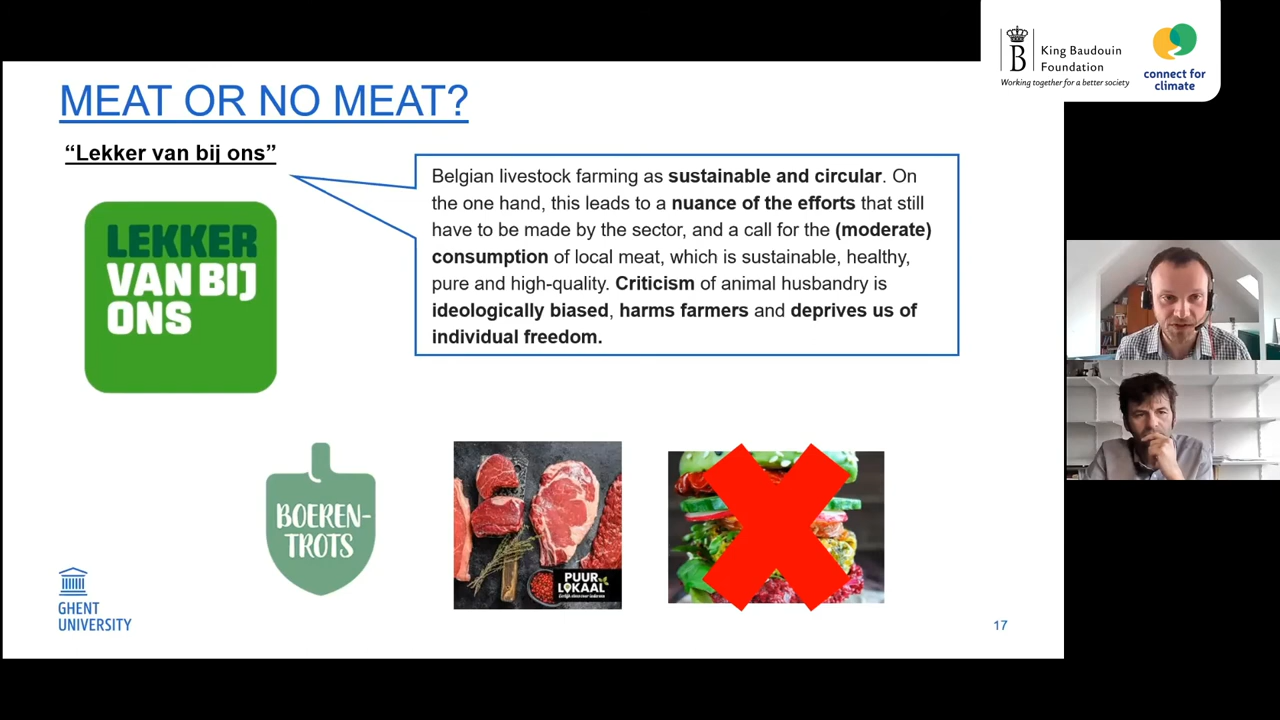 King Baudouin
Foundation
Working together for a better society
connect for
climate
MEAT OR NO MEAT?
“Lekker van bij ons”
LEKKER
VAN BIJ
ONS
Belgian livestock farming as sustainable and circular. On
the one hand, this leads to a nuance of the efforts that still
have to be made by the sector, and a call for the (moderate)
consumption of local meat, which is sustainable, healthy,
pure and high-quality. Criticism of animal husbandry is
ideologically biased, harms farmers and deprives us of
individual freedom.
BOEREN-
TROTS
PUUR
LOKAAL
GHENT
UNIVERSITY
17